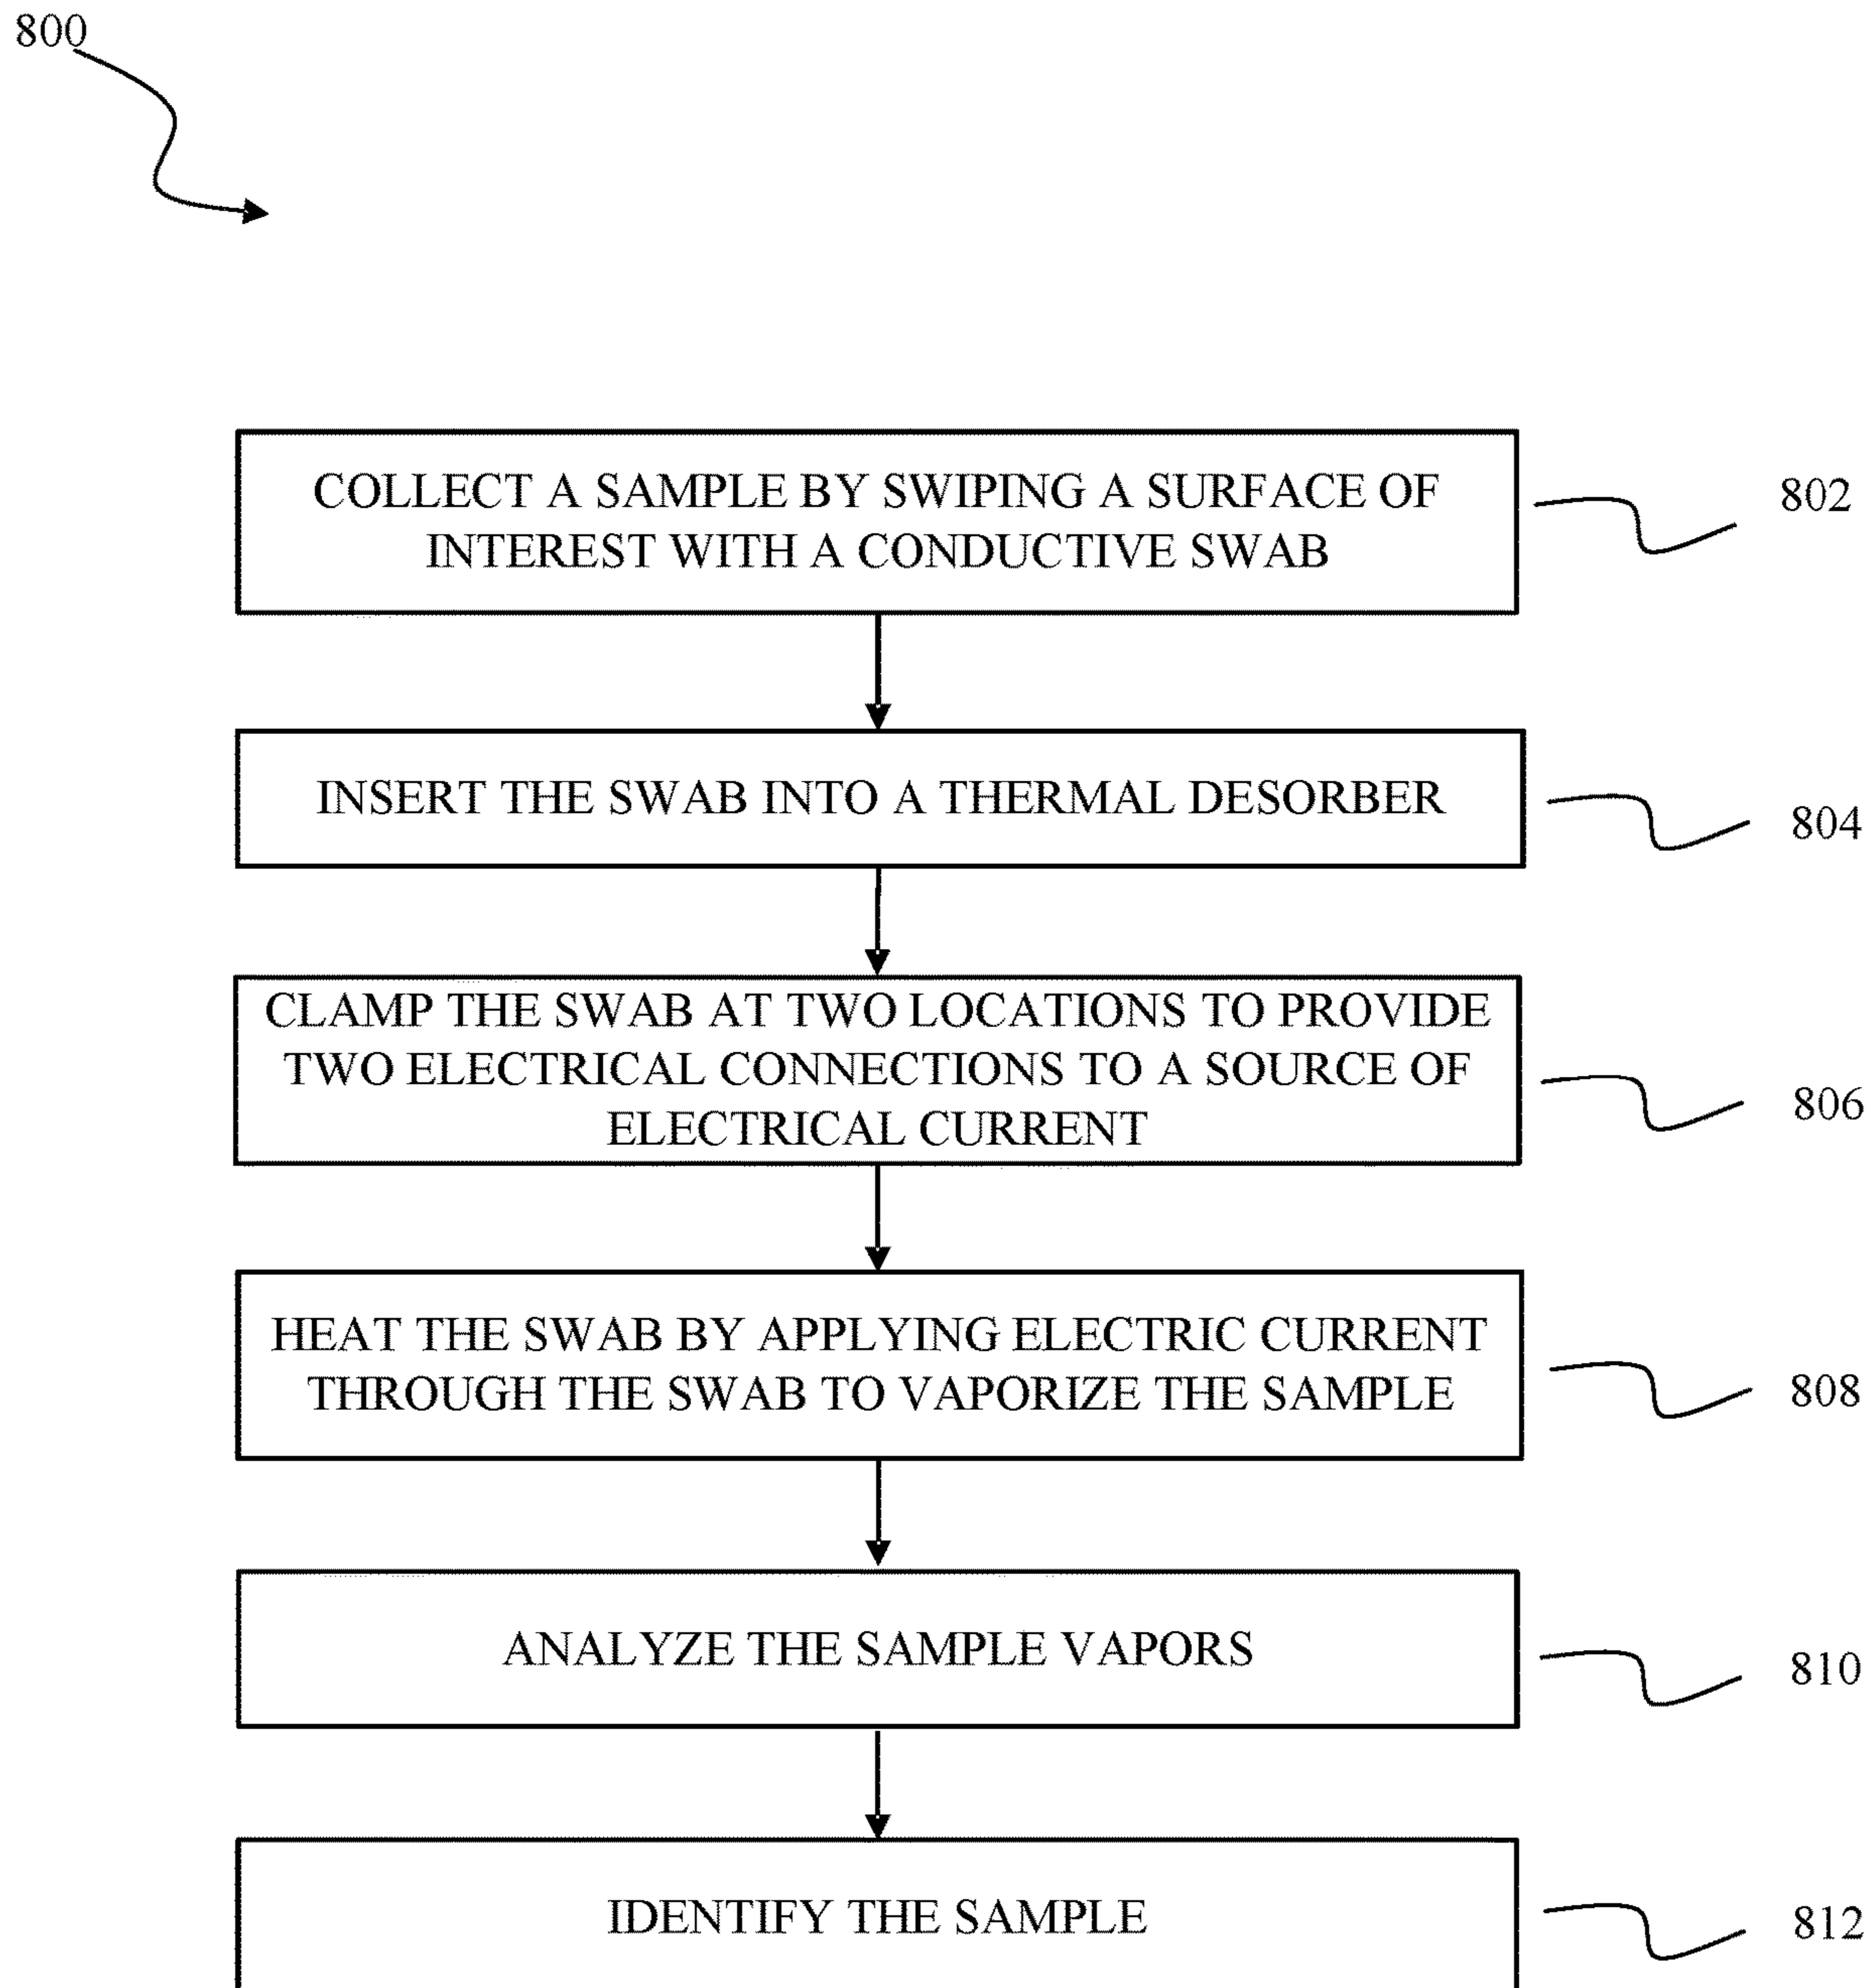 800
COLLECT A SAMPLE BY SWIPING A SURFACE OF
INTEREST WITH A CONDUCTIVE SWAB
802
INSERT THE SWAB INTO A THERMAL DESORBER
804
CLAMP THE SWAB AT TWO LOCATIONS TO PROVIDE
TWO ELECTRICAL CONNECTIONS TO A SOURCE OF
ELECTRICAL CURRENT
806
HEAT THE SWAB BY APPLYING ELECTRIC CURRENT
THROUGH THE SWAB TO VAPORIZE THE SAMPLE
808
ANALYZE THE SAMPLE VAPORS
810
IDENTIFY THE SAMPLE
812